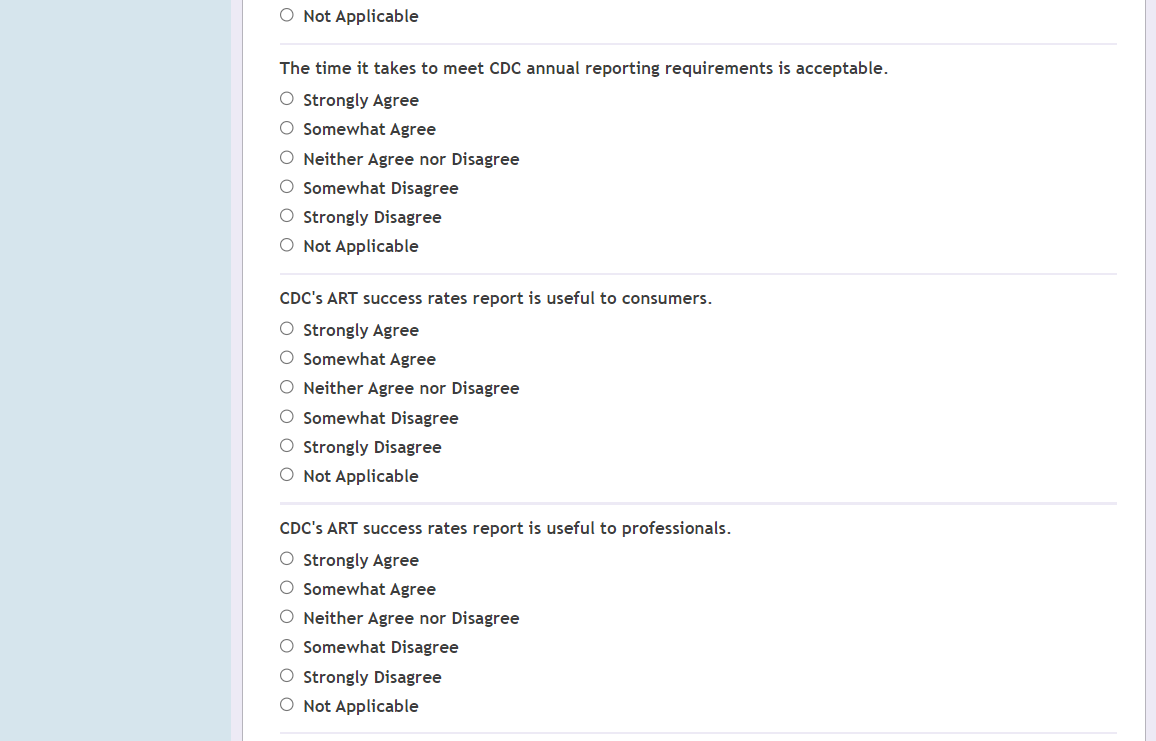 Not Applicable
The time it takes to meet CDC annual reporting requirements is acceptable.
Strongly Agree
Somewhat Agree
Neither Agree nor Disagree
Somewhat Disagree
Strongly Disagree
Not Applicable
CDC's ART success rates report is useful to consumers.
Strongly Agree
Somewhat Agree
Neither Agree nor Disagree
Somewhat Disagree
Strongly Disagree
Not Applicable
CDC's ART success rates report is useful to professionals.
Strongly Agree
Somewhat Agree
Neither Agree nor Disagree
Somewhat Disagree
Strongly Disagree
Not Applicable